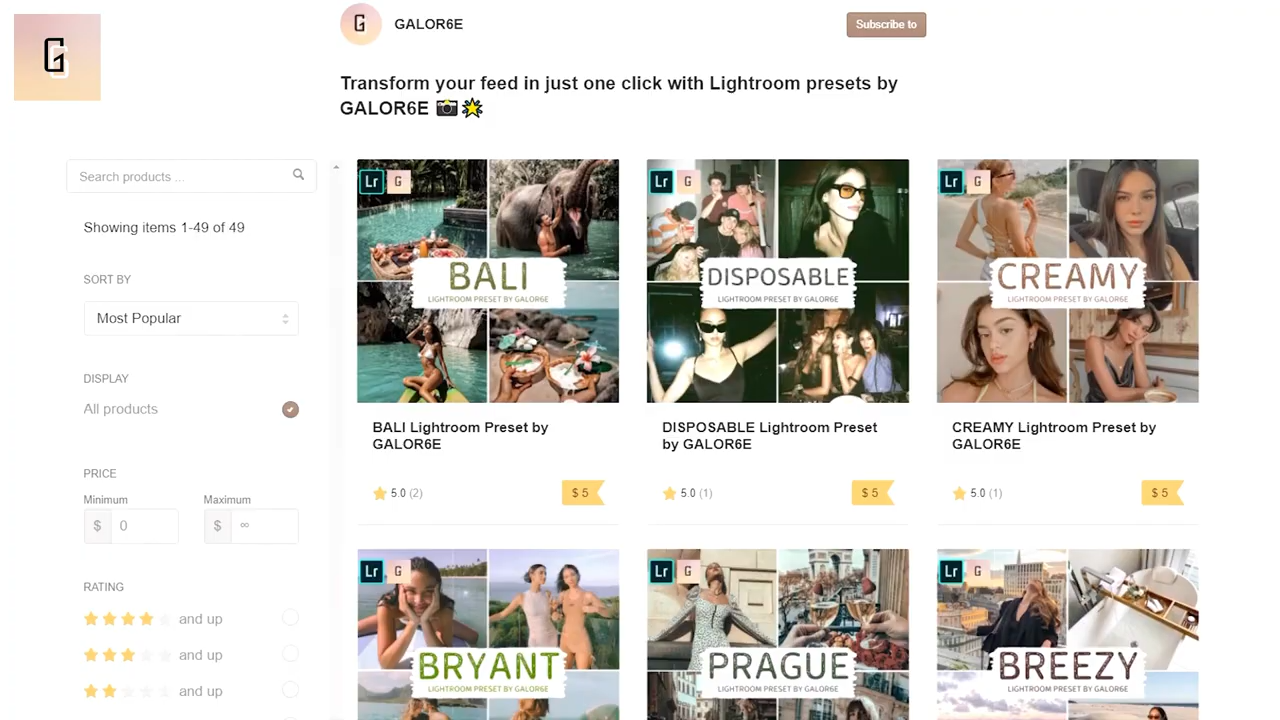 G
G
GALOR6E
Subscribe to
Transform your feed in just one click with Lightroom presets by
GALOR6E 📷🌟
Search products ...
Showing items 1-49 of 49
SORT BY
Most Popular
DISPLAY
All products
PRICE
Minimum
Maximum
$ 0
$ ∞
RATING
and up
and up
and up
Lr G
BALI
LIGHTROOM PRESET BY GALOR6E
BALI Lightroom Preset by
GALOR6E
5.0 (2)
$ 5
Lr G
DISPOSABLE
LIGHTROOM PRESET BY GALOR6E
DISPOSABLE Lightroom Preset
by GALOR6E
5.0 (1)
$ 5
Lr G
CREAMY
LIGHTROOM PRESET BY GALOR6E
CREAMY Lightroom Preset by
GALOR6E
5.0 (1)
$ 5
Lr G
BRYANT
LIGHTROOM PRESET BY GALOR6E
Lr G
PRAGUE
LIGHTROOM PRESET BY GALOR6E
Lr G
BREEZY
LIGHTROOM PRESET BY GALOR6E